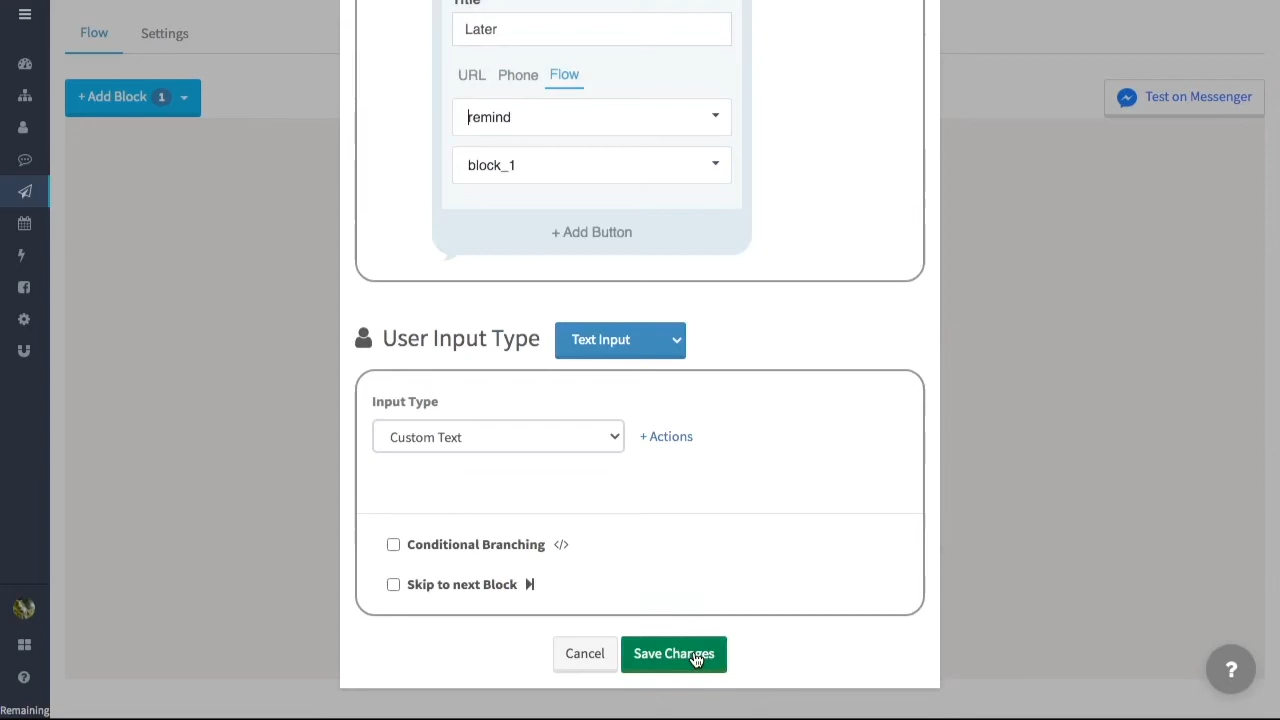 Flow
Settings
+ Add Block 1
Test on Messenger
Title
Later
URL Phone Flow
remind
block_1
+ Add Button
User Input Type
Text Input
Input Type
Custom Text
+ Actions
Conditional Branching </>
Skip to next Block
Cancel
Save Changes
?
Remaining